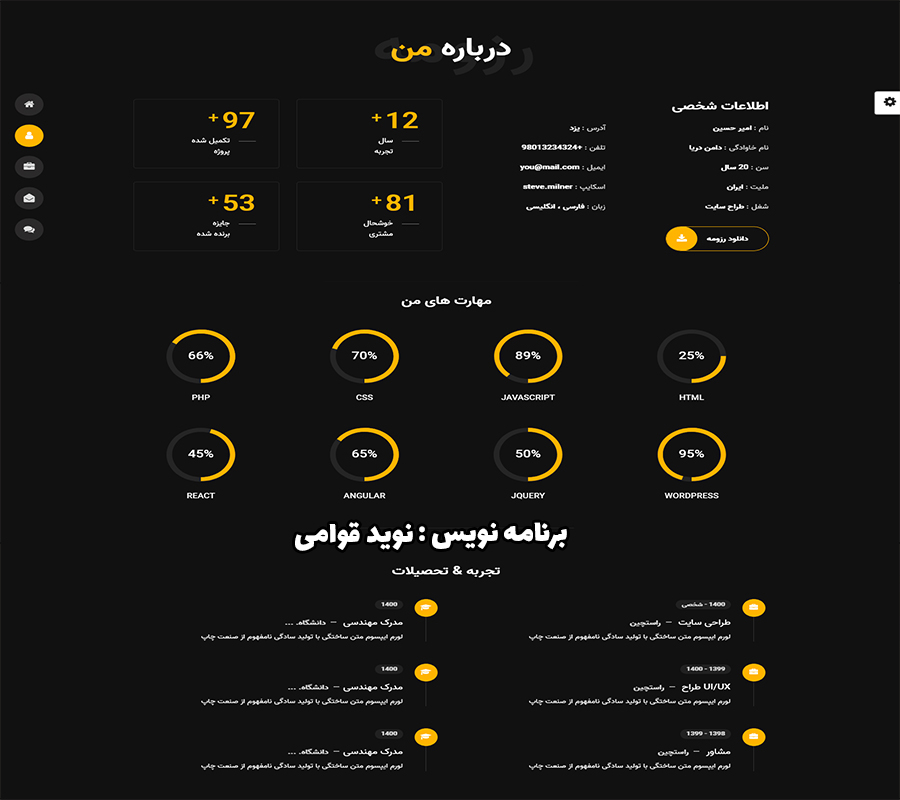 رزومه
درباره من
اطلاعات شخصی
نام : امیر حسین
نام خانوادگی : دامن دریا
سن : 20 سال
ملیت : ایران
شغل : طراح سایت
آدرس : یزد
تلفن : +98013234324
ایمیل : you@mail.com
اسکایپ : steve.milner
زبان : فارسی ، انگلیسی
دانلود رزومه
12+
سال
تجربه
97+
تکمیل شده
پروژه
81+
خوشحال
مشتری
53+
جایزه
برنده شده
مهارت های من
25%
HTML
89%
JAVASCRIPT
70%
CSS
66%
PHP
95%
WORDPRESS
50%
JQUERY
65%
ANGULAR
45%
REACT
برنامه نویس : نوید قوامی
تجربه & تحصیلات
1400 - شخصی
طراحی سایت – راستچین
لورم ایپسوم متن ساختگی با تولید سادگی نامفهوم از صنعت چاپ
1399 - 1400
UI/UX طراح – راستچین
لورم ایپسوم متن ساختگی با تولید سادگی نامفهوم از صنعت چاپ
1398 - 1399
مشاور – راستچین
لورم ایپسوم متن ساختگی با تولید سادگی نامفهوم از صنعت چاپ
1400
مدرک مهندسی – دانشگاه. ...
لورم ایپسوم متن ساختگی با تولید سادگی نامفهوم از صنعت چاپ
1400
مدرک مهندسی – دانشگاه. ...
لورم ایپسوم متن ساختگی با تولید سادگی نامفهوم از صنعت چاپ
1400
مدرک مهندسی – دانشگاه. ...
لورم ایپسوم متن ساختگی با تولید سادگی نامفهوم از صنعت چاپ